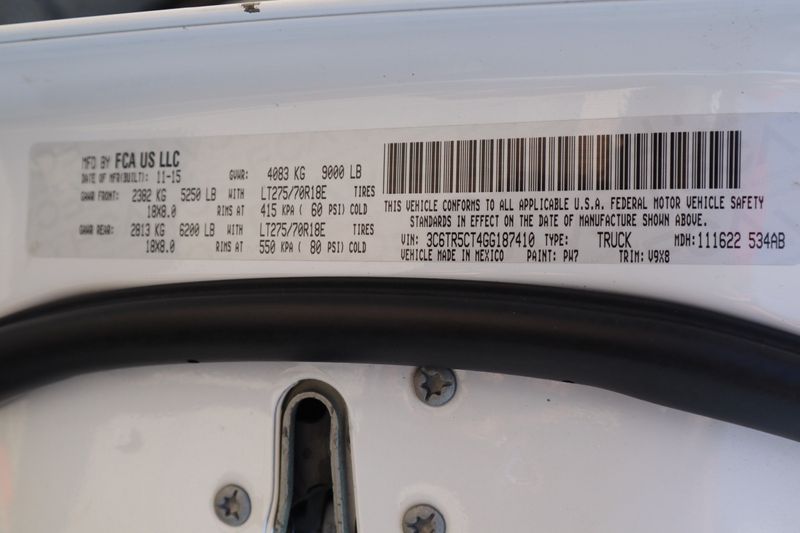 MFD BY FCA US LLC
DATE OF MFR(BUILT): 11-15 GVWR: 4083 KG 9000 LB
GAWR FRONT: 2382 KG 5250 LB WITH LT275/70R18E TIRES
18X8.0 RIMS AT 415 KPA ( 60 PSI) COLD
GAWR REAR: 2813 KG 6200 LB WITH LT275/70R18E TIRES
18X8.0 RIMS AT 550 KPA ( 80 PSI) COLD
THIS VEHICLE CONFORMS TO ALL APPLICABLE U.S.A. FEDERAL MOTOR VEHICLE SAFETY
STANDARDS IN EFFECT ON THE DATE OF MANUFACTURE SHOWN ABOVE.
VIN: 3C6TR5CT4GG187410 TYPE: TRUCK MDH: 111622 534AB
VEHICLE MADE IN MEXICO PAINT: PW7 TRIM: V9X8